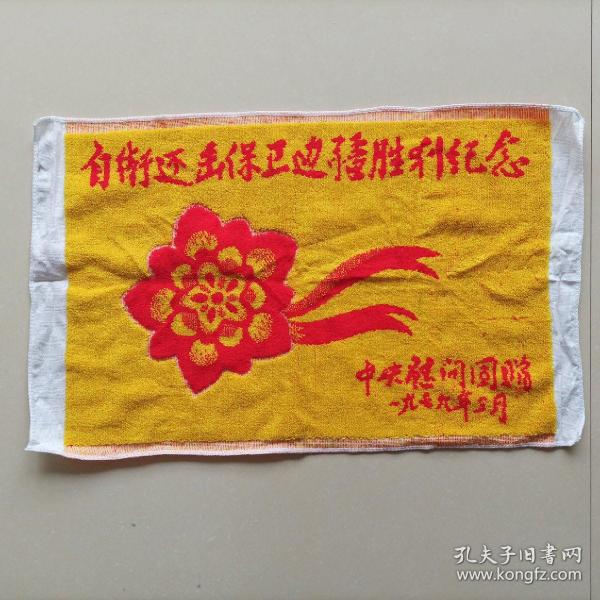 自衛还击保卫边疆胜利纪念
中央慰问团赠
一九七九年三月
孔夫子旧書网
www.kongfz.com